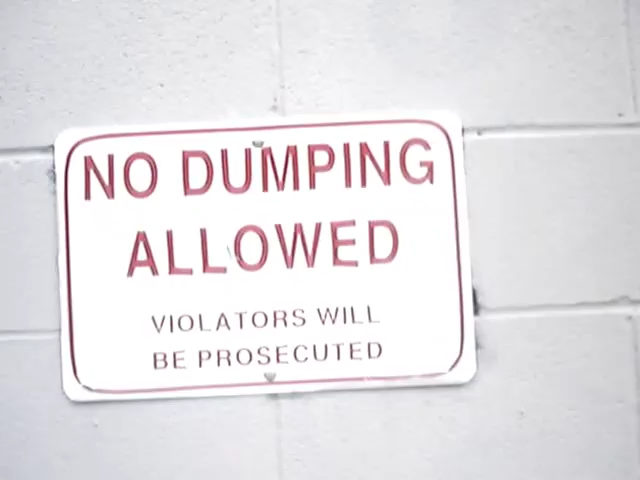 NO DUMPING
ALLOWED
VIOLATORS WILL
BE PROSECUTED